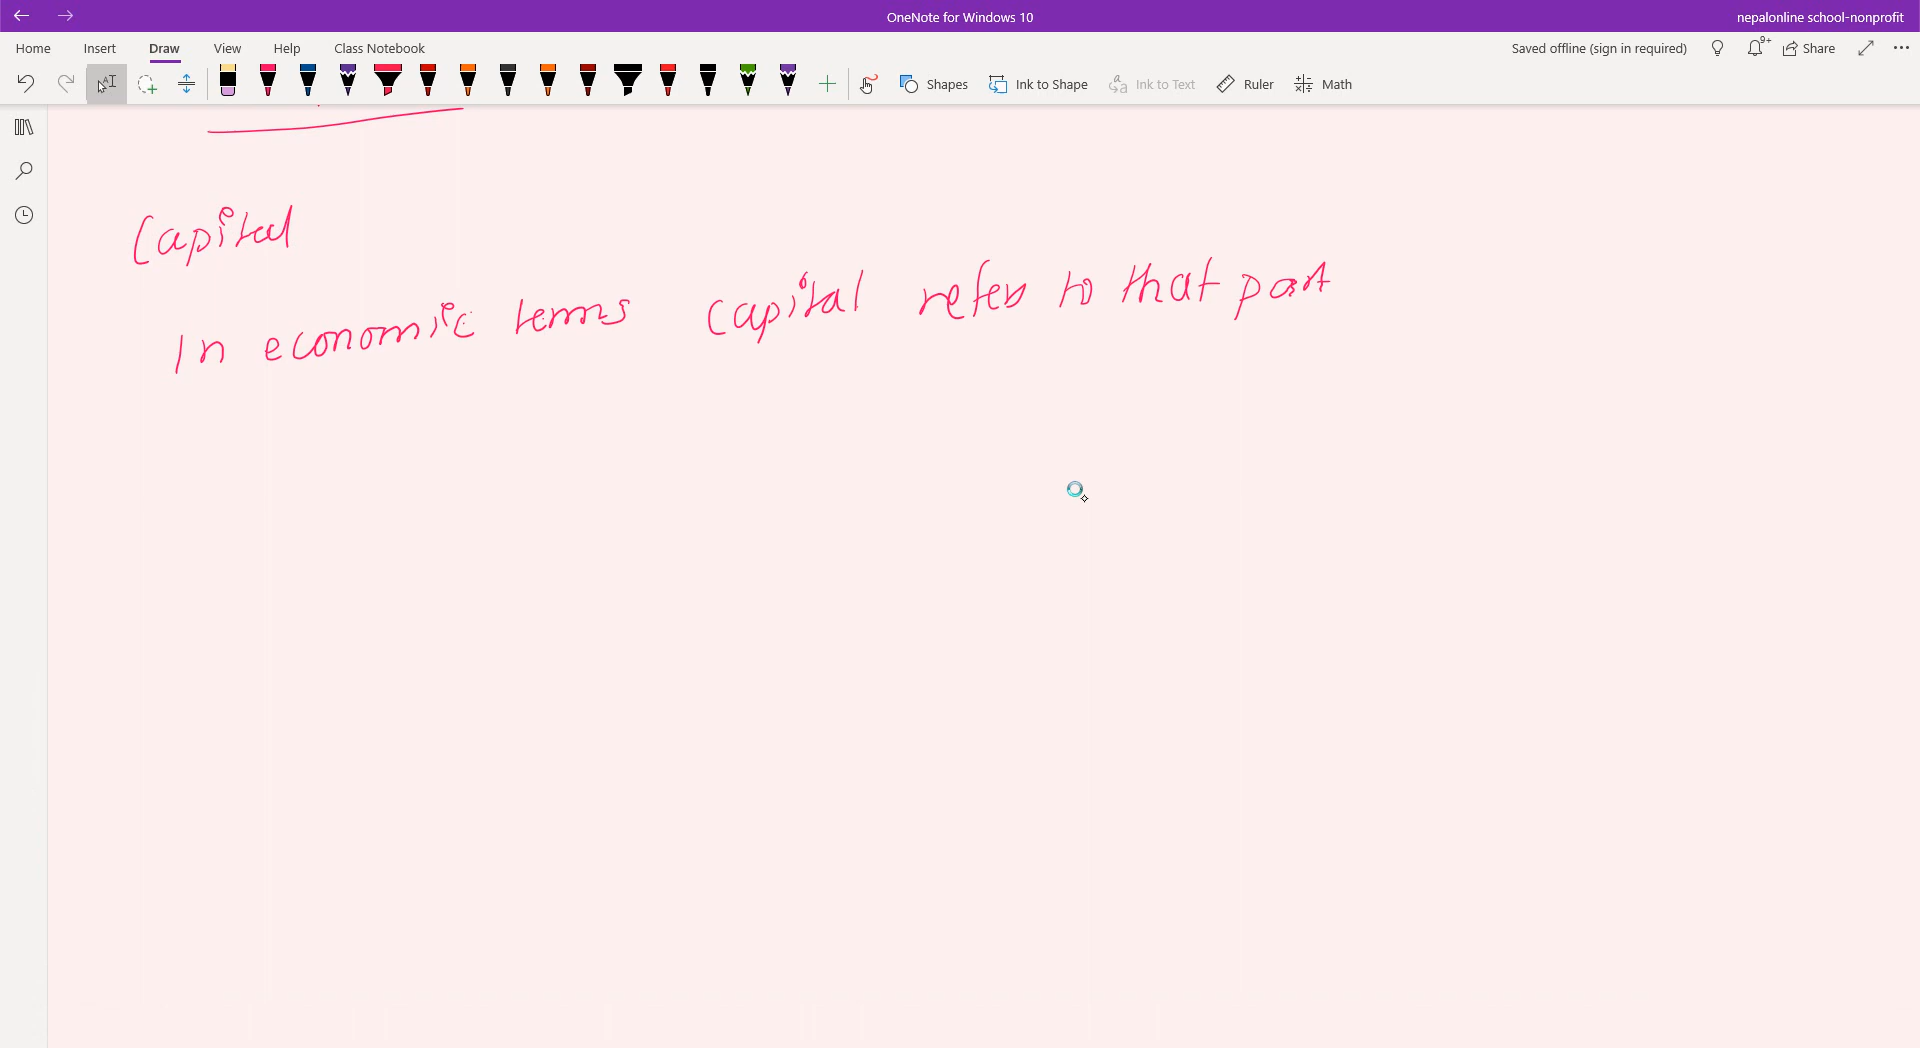 OneNote for Windows 10
nepalonline school-nonprofit
Home Insert Draw View Help Class Notebook
Saved offline (sign in required) 9+ Share
Shapes Ink to Shape Ink to Text Ruler Math
Capital
In economic terms capital refers to that part